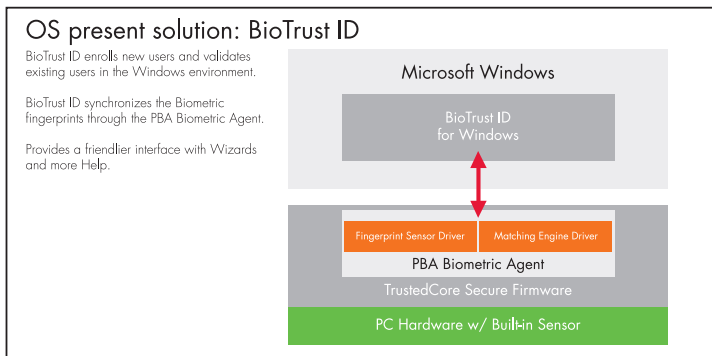 OS present solution: BioTrust ID
BioTrust ID enrolls new users and validates
existing users in the Windows environment.
BioTrust ID synchronizes the Biometric
fingerprints through the PBA Biometric Agent.
Provides a friendlier interface with Wizards
and more Help.
Microsoft Windows
BioTrust ID
for Windows
Fingerprint Sensor Driver
Matching Engine Driver
PBA Biometric Agent
TrustedCore Secure Firmware
PC Hardware w/ Built-in Sensor